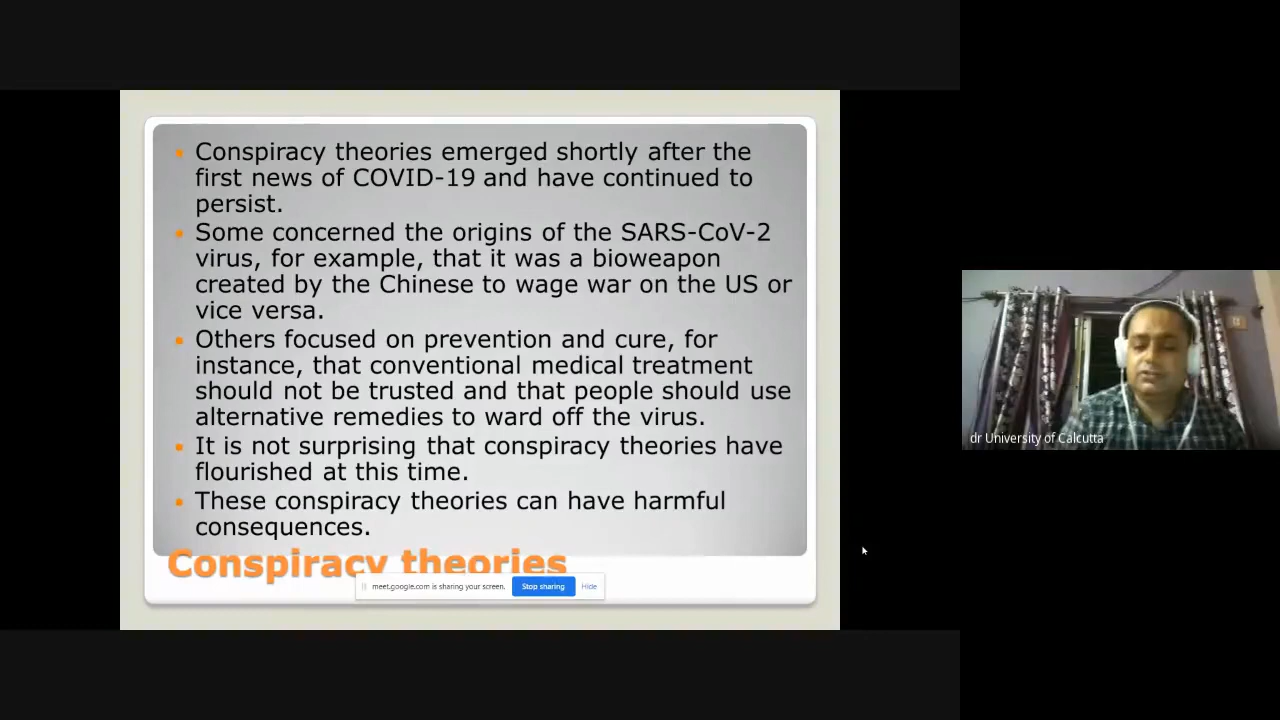 Conspiracy theories emerged shortly after the
first news of COVID-19 and have continued to
persist.
Some concerned the origins of the SARS-CoV-2
virus, for example, that it was a bioweapon
created by the Chinese to wage war on the US or
vice versa.
Others focused on prevention and cure, for
instance, that conventional medical treatment
should not be trusted and that people should use
alternative remedies to ward off the virus.
It is not surprising that conspiracy theories have
flourished at this time.
These conspiracy theories can have harmful
consequences.
Conspiracy theories
meet.google.com is sharing your screen. Stop sharing Hide
dr University of Calcutta